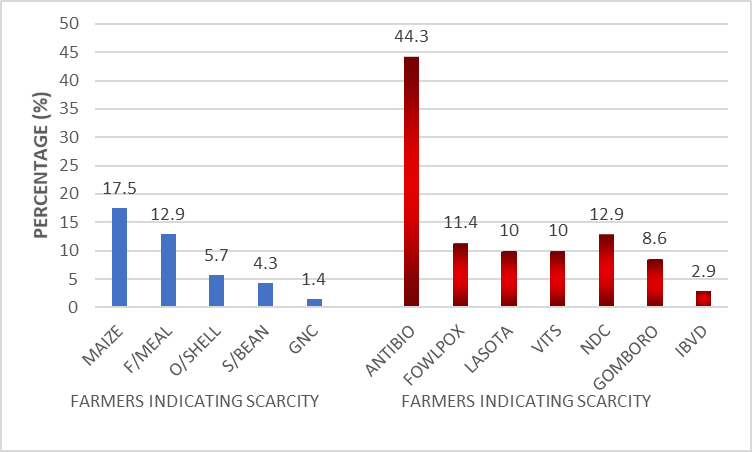 PERCENTAGE (%)
50
45
40
35
30
25
20
15
10
5
0
17.5
12.9
5.7
4.3
1.4
44.3
11.4
10
10
12.9
8.6
2.9
MAIZE
F/MEAL
O/SHELL
S/BEAN
GNC
ANTIBIO
FOWLPOX
LASOTA
VITS
NDC
GOMBORO
IBVD
FARMERS INDICATING SCARCITY
FARMERS INDICATING SCARCITY